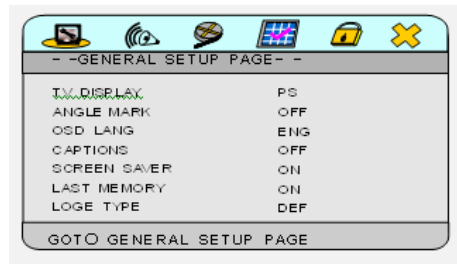 - -GENERAL SETUP PAGE- -
T.V. DISPLAY PS
ANGLE MARK OFF
OSD LANG ENG
CAPTIONS OFF
SCREEN SAVER ON
LAST MEMORY ON
LOGE TYPE DEF
GOTO GENERAL SETUP PAGE